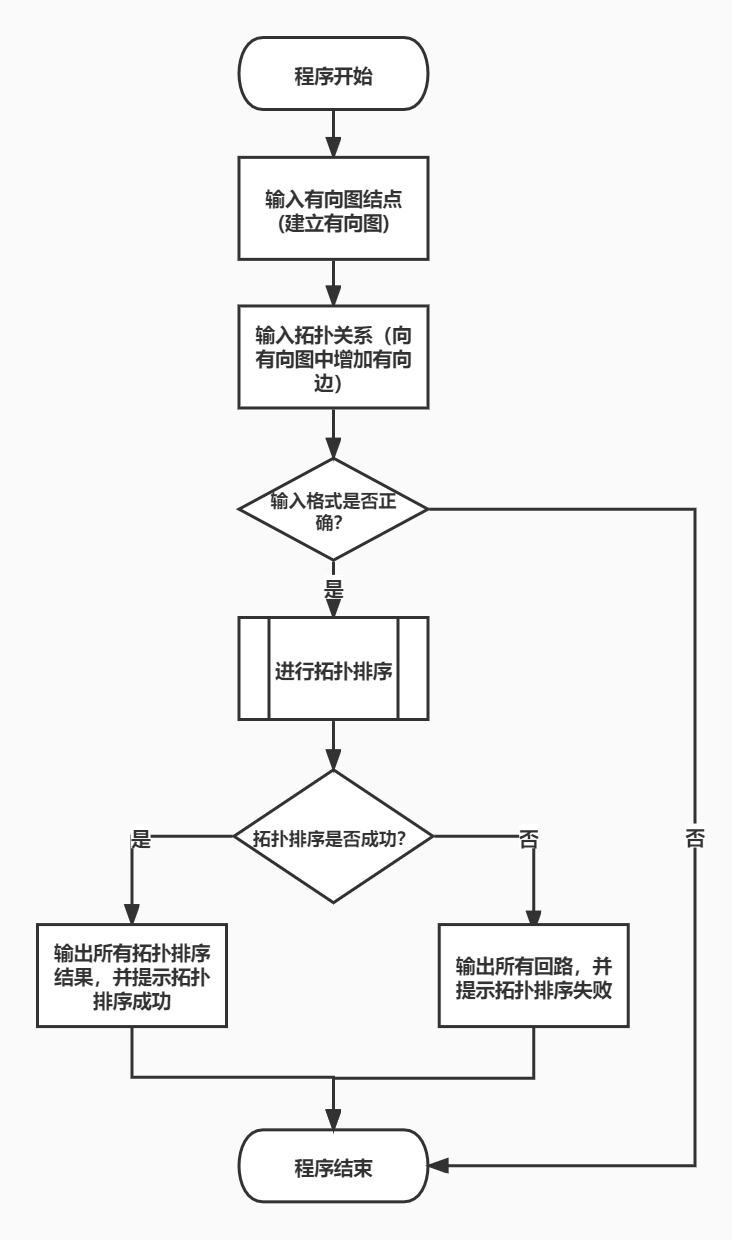 程序开始
输入有向图结点
(建立有向图)
输入拓扑关系（向
有向图中增加有向
边）
输入格式是否正
确？
是
进行拓扑排序
拓扑排序是否成功？
是
否
否
输出所有拓扑排序
结果，并提示拓扑
排序成功
输出所有回路，并
提示拓扑排序失败
程序结束